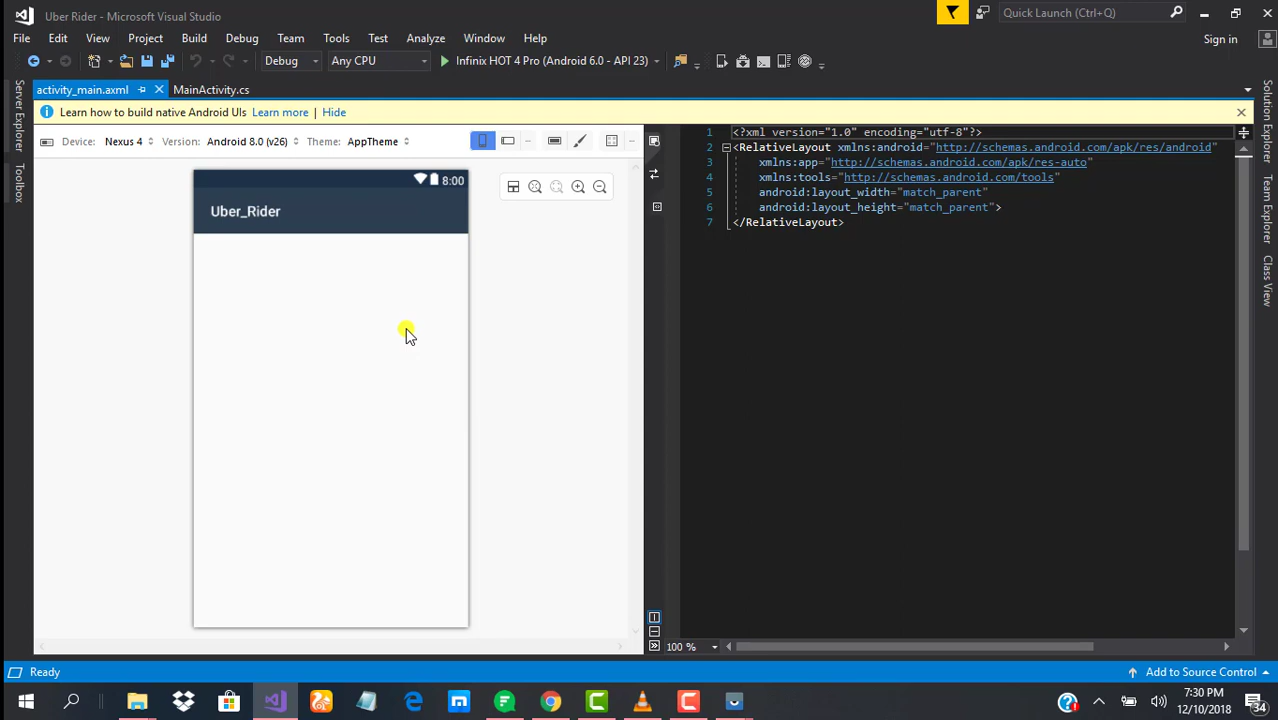 Uber Rider - Microsoft Visual Studio
Quick Launch (Ctrl+Q)
File Edit View Project Build Debug Team Tools Test Analyze Window Help
Sign in
Debug Any CPU Infinix HOT 4 Pro (Android 6.0 - API 23)
activity_main.axml MainActivity.cs
Learn how to build native Android UIs Learn more | Hide
Device: Nexus 4 Version: Android 8.0 (v26) Theme: AppTheme
Server Explorer
Toolbox
8:00
Uber_Rider
1 <?xml version="1.0" encoding="utf-8"?>
2 <RelativeLayout xmlns:android="http://schemas.android.com/apk/res/android"
3 xmlns:app="http://schemas.android.com/apk/res-auto"
4 xmlns:tools="http://schemas.android.com/tools"
5 android:layout_width="match_parent"
6 android:layout_height="match_parent">
7 </RelativeLayout>
Solution Explorer
Team Explorer
Class View
100 %
Ready
Add to Source Control
7:30 PM
12/10/2018
34